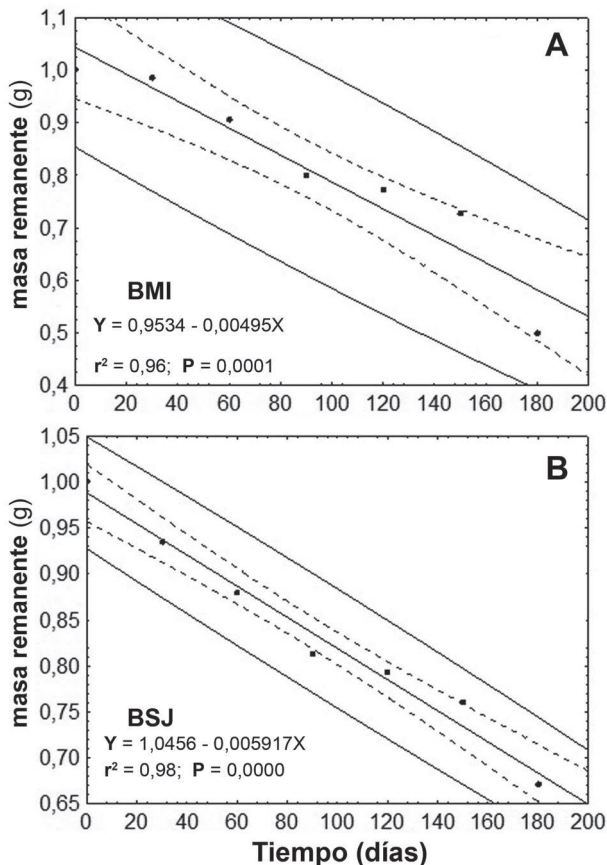 A
masa remanente (g)
1,1
1,0
0,9
0,8
0,7
0,6
0,5
0,4
BMI
Y = 0,9534 - 0,00495X
r² = 0,96; P = 0,0001
0 20 40 60 80 100 120 140 160 180 200
B
masa remanente (g)
1,05
1,00
0,95
0,90
0,85
0,80
0,75
0,70
0,65
BSJ
Y = 1,0456 - 0,005917X
r² = 0,98; P = 0,0000
0 20 40 60 80 100 120 140 160 180 200
Tiempo (días)